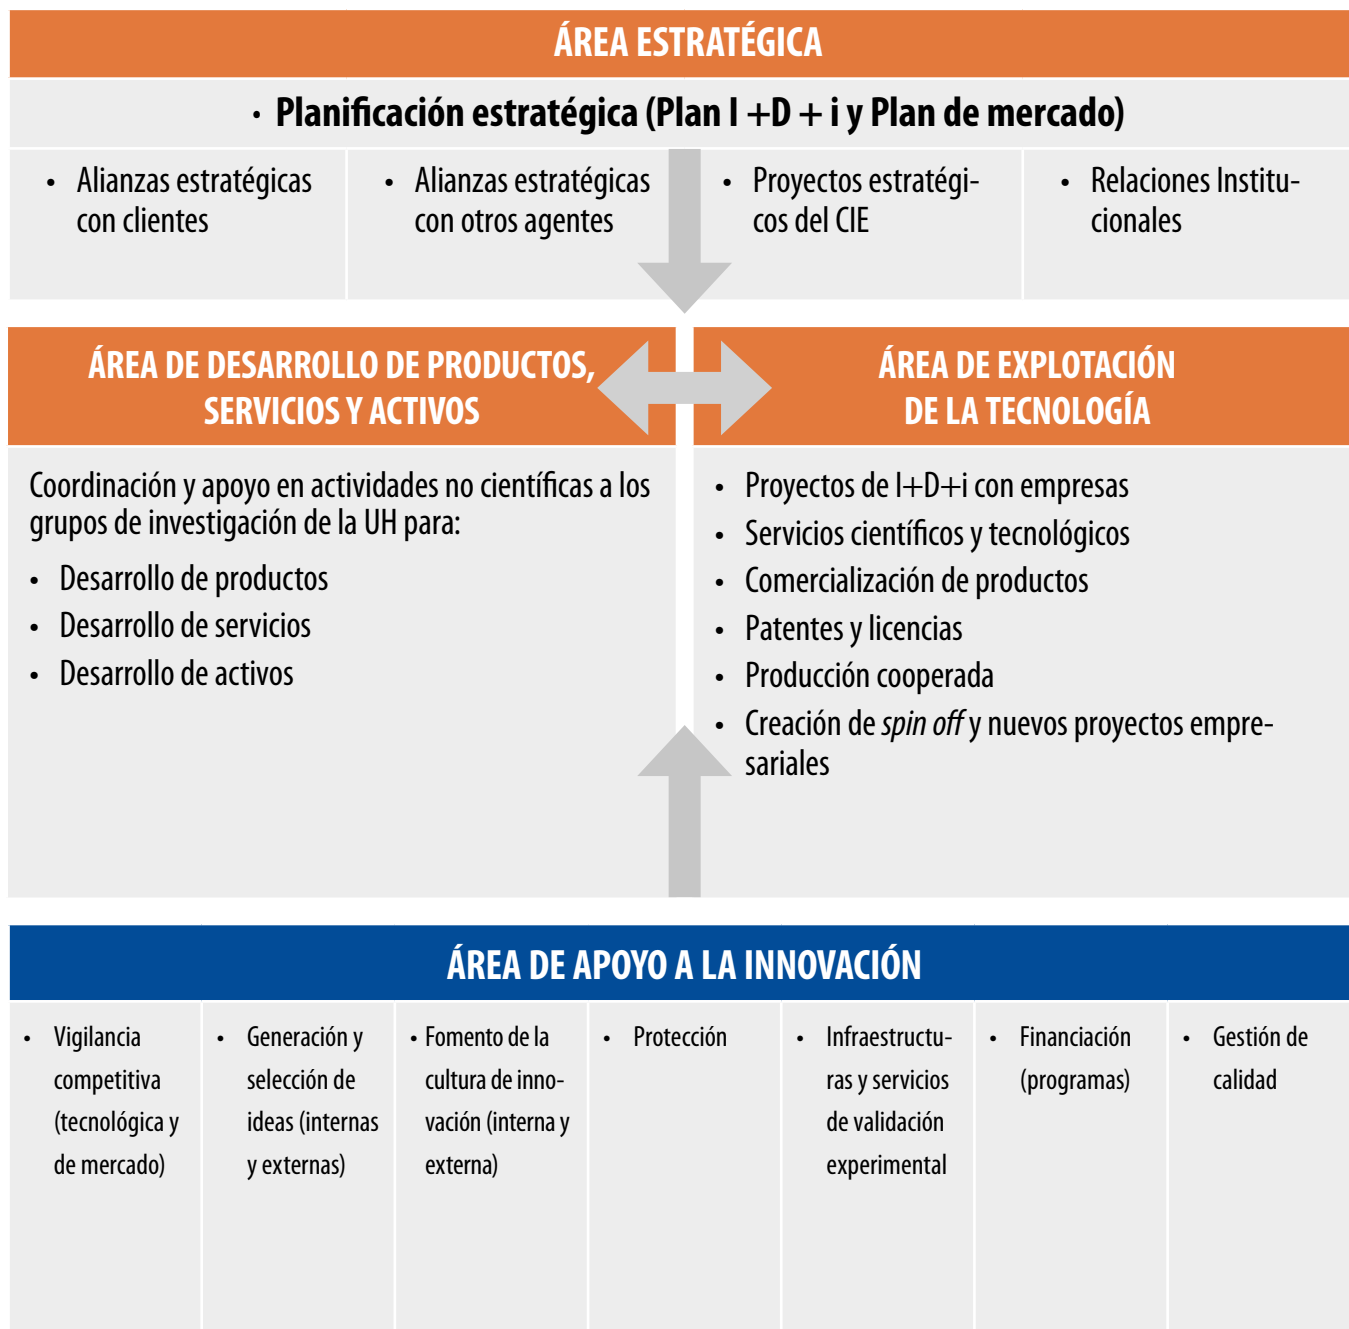 ÁREA ESTRATÉGICA
• Planificación estratégica (Plan I +D + i y Plan de mercado)
• Alianzas estratégicas
con clientes
• Alianzas estratégicas
con otros agentes
• Proyectos estratégi-
cos del CIE
• Relaciones Institu-
cionales
ÁREA DE DESARROLLO DE PRODUCTOS,
SERVICIOS Y ACTIVOS
Coordinación y apoyo en actividades no científicas a los
grupos de investigación de la UH para:
• Desarrollo de productos
• Desarrollo de servicios
• Desarrollo de activos
ÁREA DE EXPLOTACIÓN
DE LA TECNOLOGÍA
• Proyectos de I+D+i con empresas
• Servicios científicos y tecnológicos
• Comercialización de productos
• Patentes y licencias
• Producción cooperada
• Creación de spin off y nuevos proyectos empre-
sariales
ÁREA DE APOYO A LA INNOVACIÓN
• Vigilancia
competitiva
(tecnológica y
de mercado)
• Generación y
selección de
ideas (internas
y externas)
• Fomento de la
cultura de inno-
vación (interna y
externa)
• Protección
• Infraestructu-
ras y servicios
de validación
experimental
• Financiación
(programas)
• Gestión de
calidad